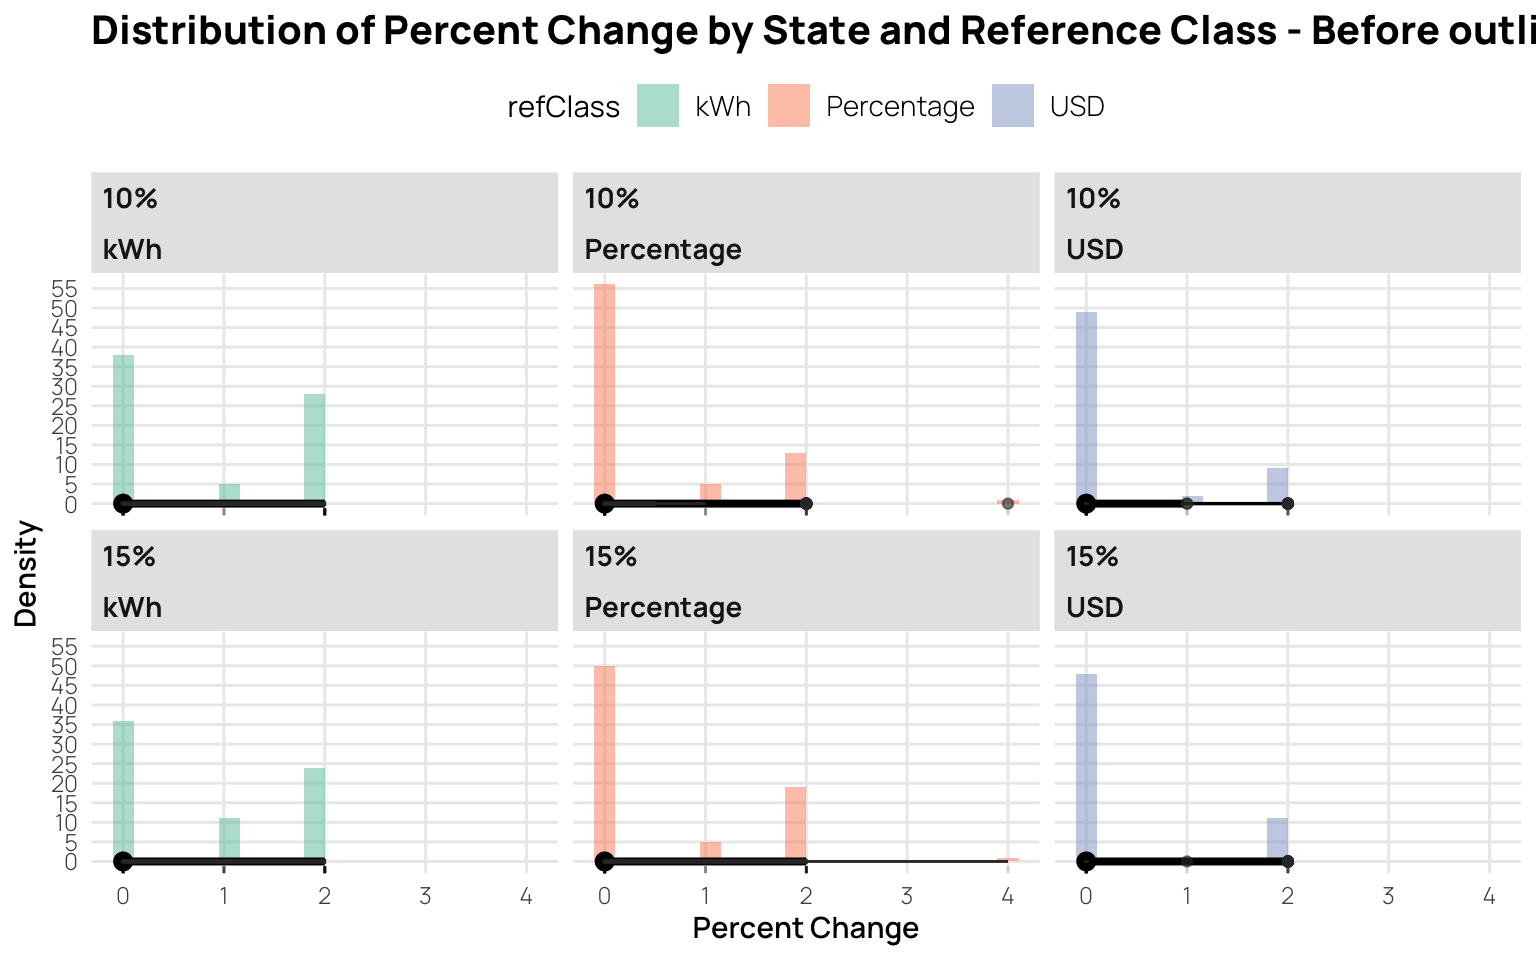 Distribution of Percent Change by State and Reference Class - Before outli
refClass kWh Percentage USD
10% 10% 10%
kWh Percentage USD
55
50
45
40
35
30
25
20
15
10
5
0
15% 15% 15%
kWh Percentage USD
55
50
45
40
35
30
25
20
15
10
5
0
0 1 2 3 4 0 1 2 3 4 0 1 2 3 4
Percent Change
Density